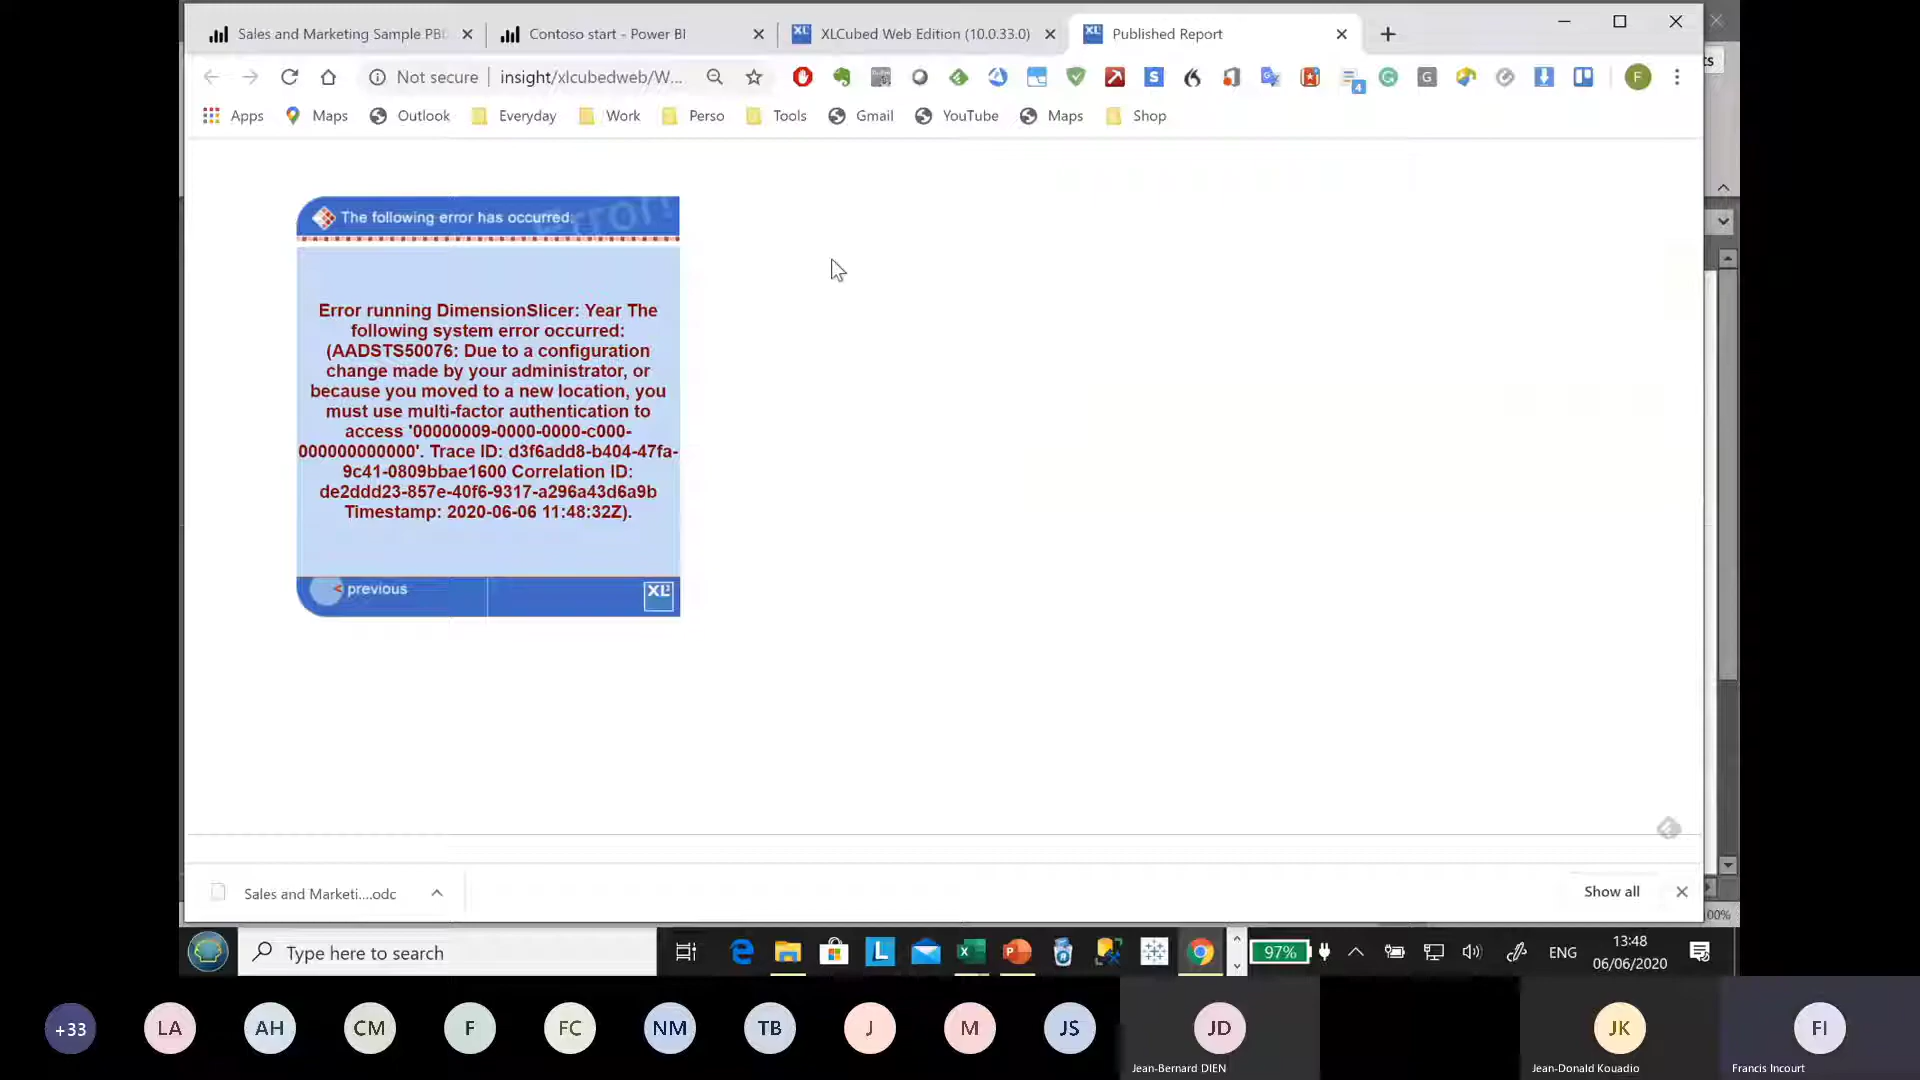 Sales and Marketing Sample PBI
Contoso start - Power BI
XLCubed Web Edition (10.0.33.0)
Published Report
Not secure
insight/xlcubedweb/W...
4
F
ts
Apps
Maps
Outlook
Everyday
Work
Perso
Tools
Gmail
YouTube
Maps
Shop
The following error has occurred.
Error running DimensionSlicer: Year The
following system error occurred:
(AADSTS50076: Due to a configuration
change made by your administrator, or
because you moved to a new location, you
must use multi-factor authentication to
access '00000009-0000-0000-c000-
000000000000'. Trace ID: d3f6add8-b404-47fa-
9c41-0809bbae1600 Correlation ID:
de2ddd23-857e-40f6-9317-a296a43d6a9b
Timestamp: 2020-06-06 11:48:32Z).
< previous
XL
Sales and Marketi....odc
Show all
00%
Type here to search
97%
ENG
13:48
06/06/2020
+33
LA
AH
CM
F
FC
NM
TB
J
M
JS
JD
JK
FI
Jean-Bernard DIEN
Jean-Donald Kouadio
Francis Incourt